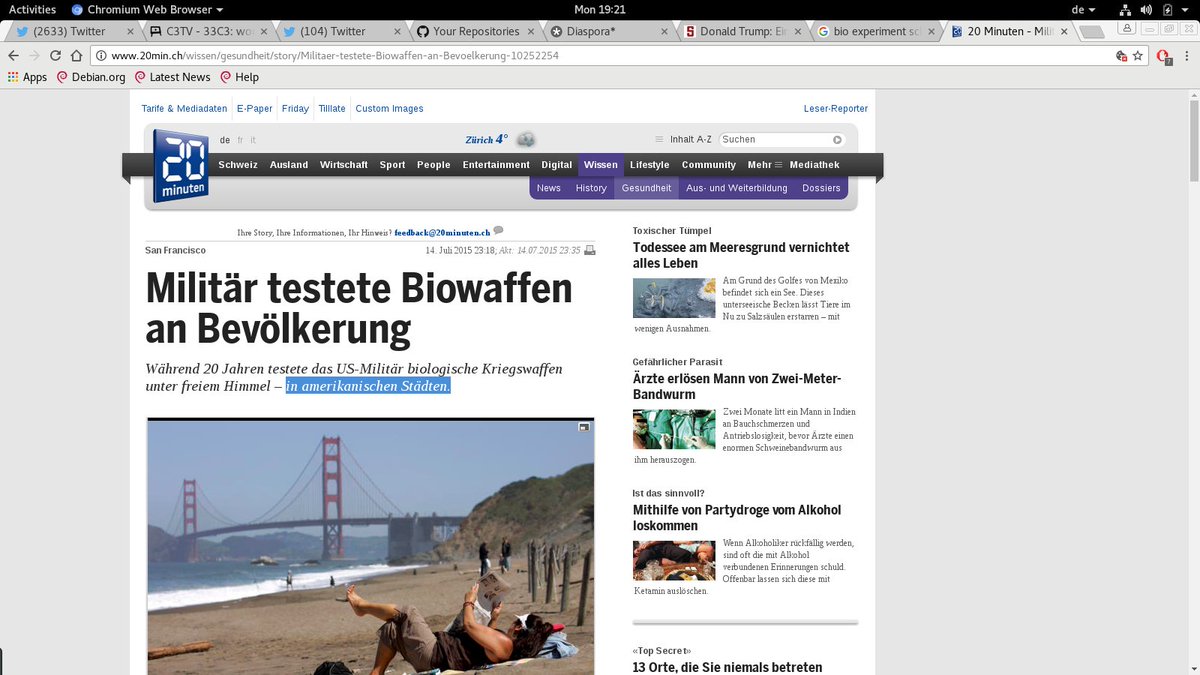 Activities
Chromium Web Browser
Mon 19:21
de
(2633) Twitter
C3TV - 33C3: wo
(104) Twitter
Your Repositories
Diaspora*
Donald Trump: Ei
bio experiment sc
20 Minuten - Mili
www.20min.ch/wissen/gesundheit/story/Militaer-testete-Biowaffen-an-Bevoelkerung-10252254
7
Apps
Debian.org
Latest News
Help
Tarife & Mediadaten
E-Paper
Friday
Tilllate
Custom Images
Leser-Reporter
20
minuten
de fr it
Zürich 4°
Inhalt A-Z
Suchen
Schweiz
Ausland
Wirtschaft
Sport
People
Entertainment
Digital
Wissen
Lifestyle
Community
Mehr
Mediathek
News
History
Gesundheit
Aus- und Weiterbildung
Dossiers
Ihre Story, Ihre Informationen, Ihr Hinweis? feedback@20minuten.ch
San Francisco
14. Juli 2015 23:18; Akt: 14.07.2015 23:35
Militär testete Biowaffen
an Bevölkerung
Während 20 Jahren testete das US-Militär biologische Kriegswaffen
unter freiem Himmel – in amerikanischen Städten.
Toxischer Tümpel
Todessee am Meeresgrund vernichtet
alles Leben
Am Grund des Golfes von Mexiko
befindet sich ein See. Dieses
unterseeische Becken lässt Tiere im
Nu zu Salzsäulen erstarren – mit
wenigen Ausnahmen.
Gefährlicher Parasit
Ärzte erlösen Mann von Zwei-Meter-
Bandwurm
Zwei Monate litt ein Mann in Indien
an Bauchschmerzen und
Antriebslosigkeit, bevor Ärzte einen
enormen Schweinebandwurm aus
ihm herauszogen.
Ist das sinnvoll?
Mithilfe von Partydroge vom Alkohol
loskommen
Wenn Alkoholiker rückfällig werden,
sind oft die mit Alkohol
verbundenen Erinnerungen schuld.
Offenbar lassen sich diese mit
Ketamin auslöschen.
«Top Secret»
13 Orte, die Sie niemals betreten